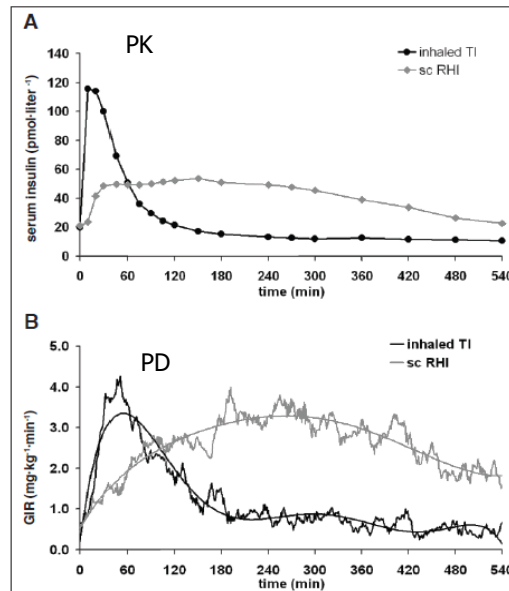 A
PK
inhaled TI
sc RHI
serum insulin (pmol·liter⁻¹)
140
120
100
80
60
40
20
0
0 60 120 180 240 300 360 420 480 540
time (min)
B
PD
inhaled TI
sc RHI
GIR (mg·kg⁻¹·min⁻¹)
5.0
4.0
3.0
2.0
1.0
0.0
0 60 120 180 240 300 360 420 480 540
time (min)